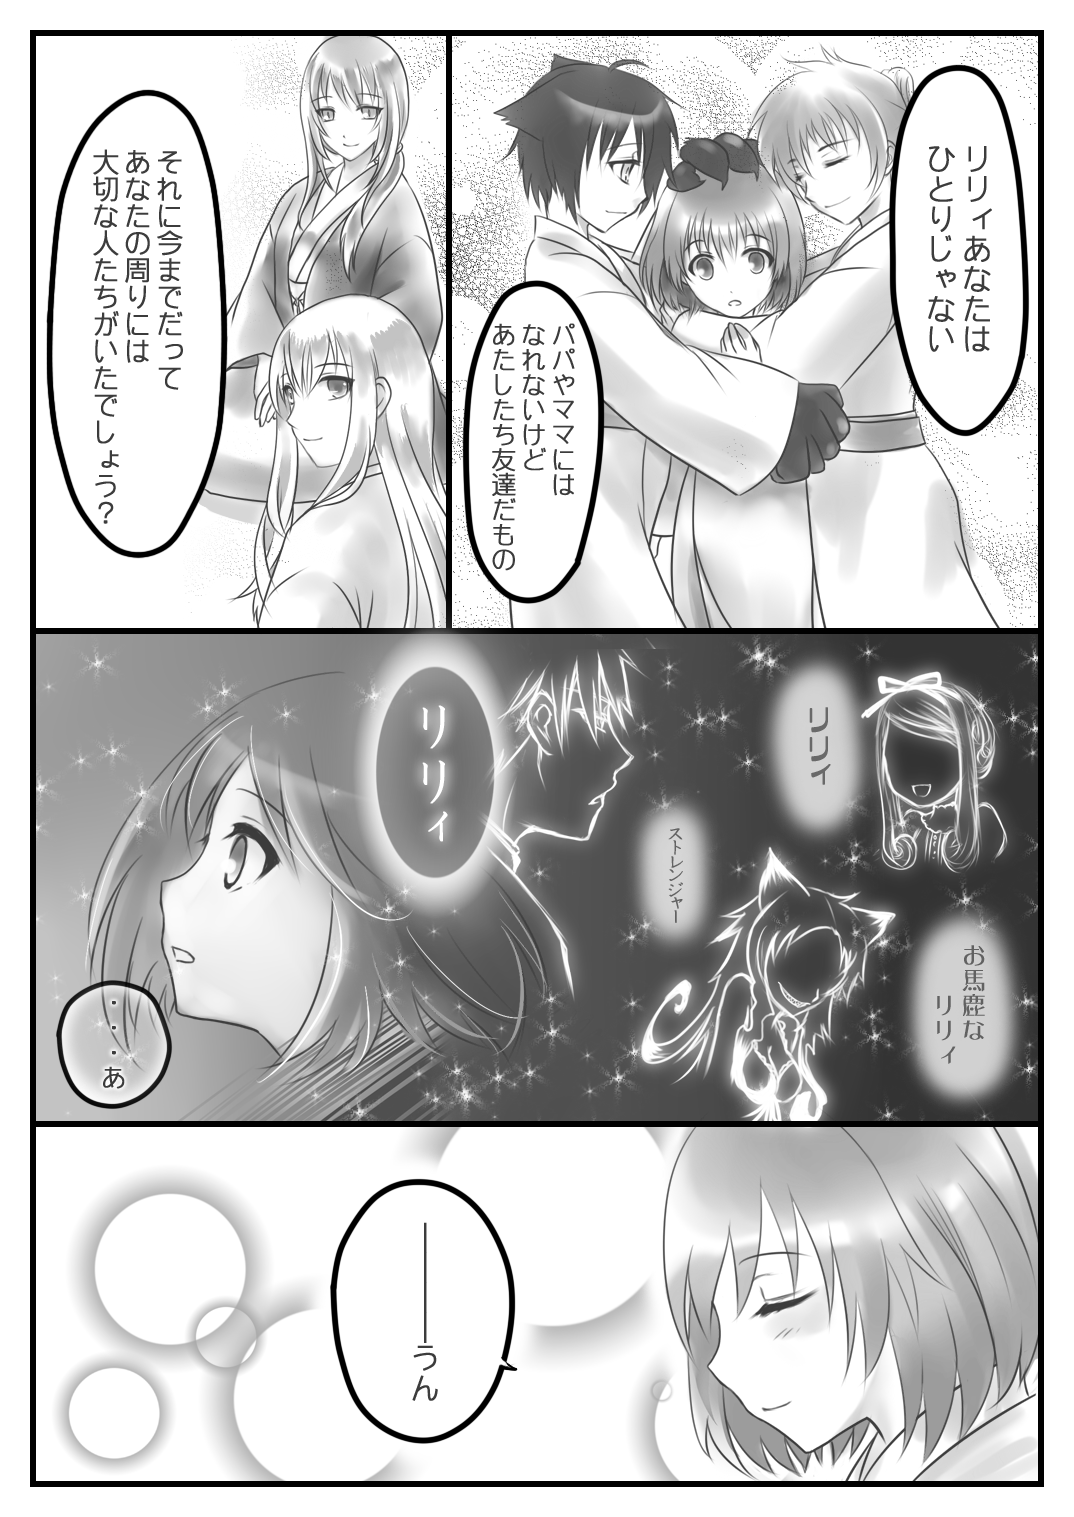 リリィあなたは
ひとりじゃない
パパやママには
なれないけど
あたしたち友達だもの
それに今までだって
あなたの周りには
大切な人たちがいたでしょう？
リリィ
お馬鹿な
リリィ
ストレンジャー
リリィ
・・・あ
――うん